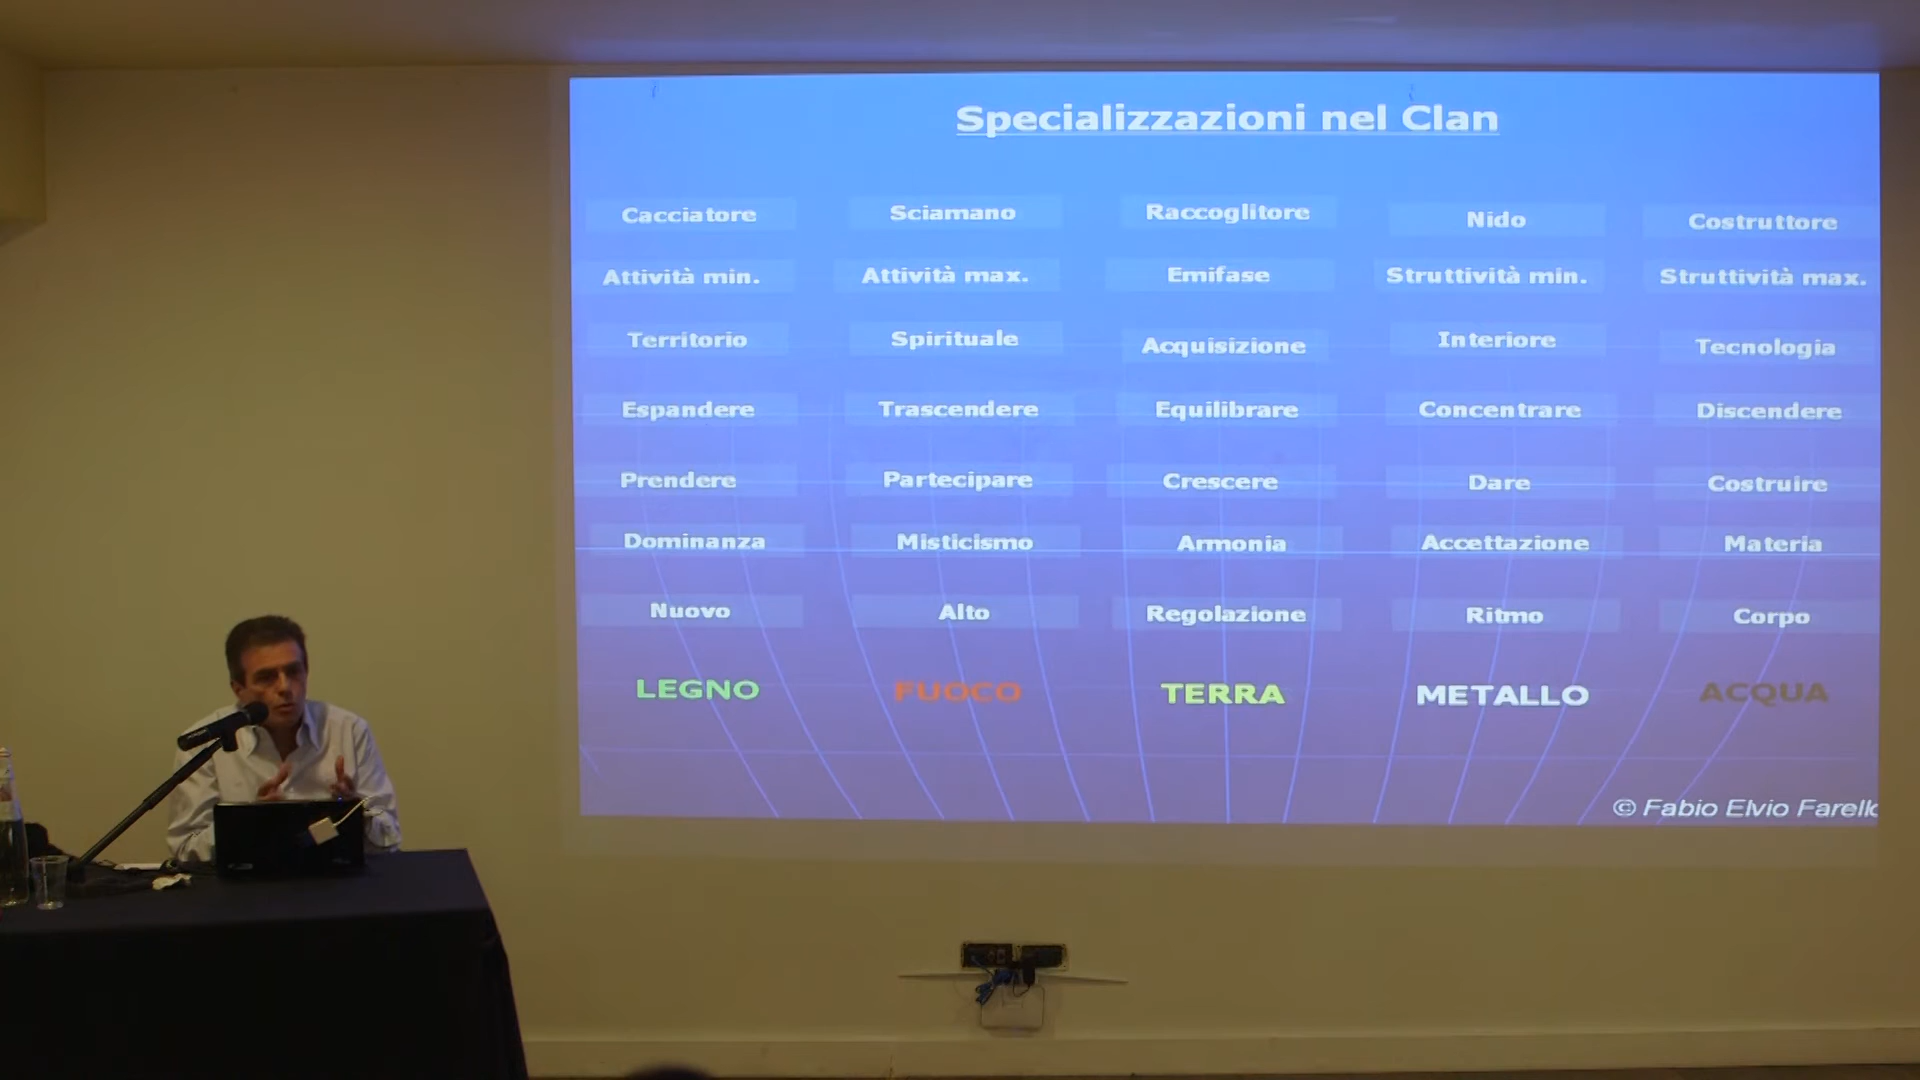 Specializzazioni nel Clan
Cacciatore Sciamano Raccoglitore Nido Costruttore
Attività min. Attività max. Emifase Struttività min. Struttività max.
Territorio Spirituale Acquisizione Interiore Tecnologia
Espandere Trascendere Equilibrare Concentrare Discendere
Prendere Partecipare Crescere Dare Costruire
Dominanza Misticismo Armonia Accettazione Materia
Nuovo Alto Regolazione Ritmo Corpo
LEGNO FUOCO TERRA METALLO ACQUA
© Fabio Elvio Farello